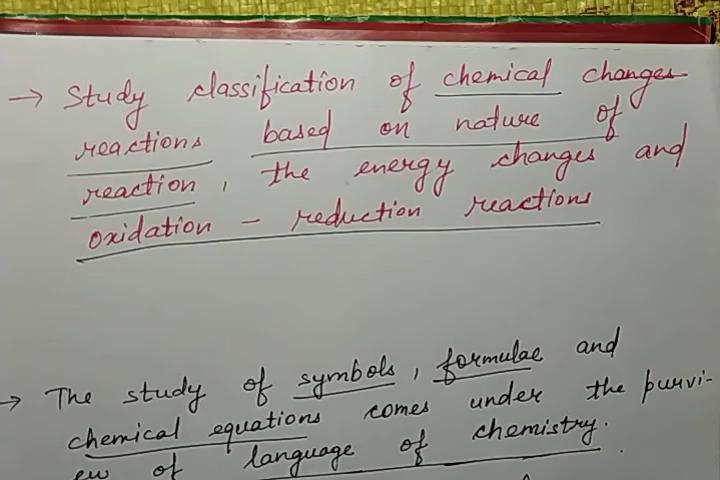 → Study classification of chemical changes
reactions based on nature of
reaction, the energy changes and
oxidation - reduction reactions
→ The study of symbols, formulae and
chemical equations comes under the purvi-
ew of language of chemistry.